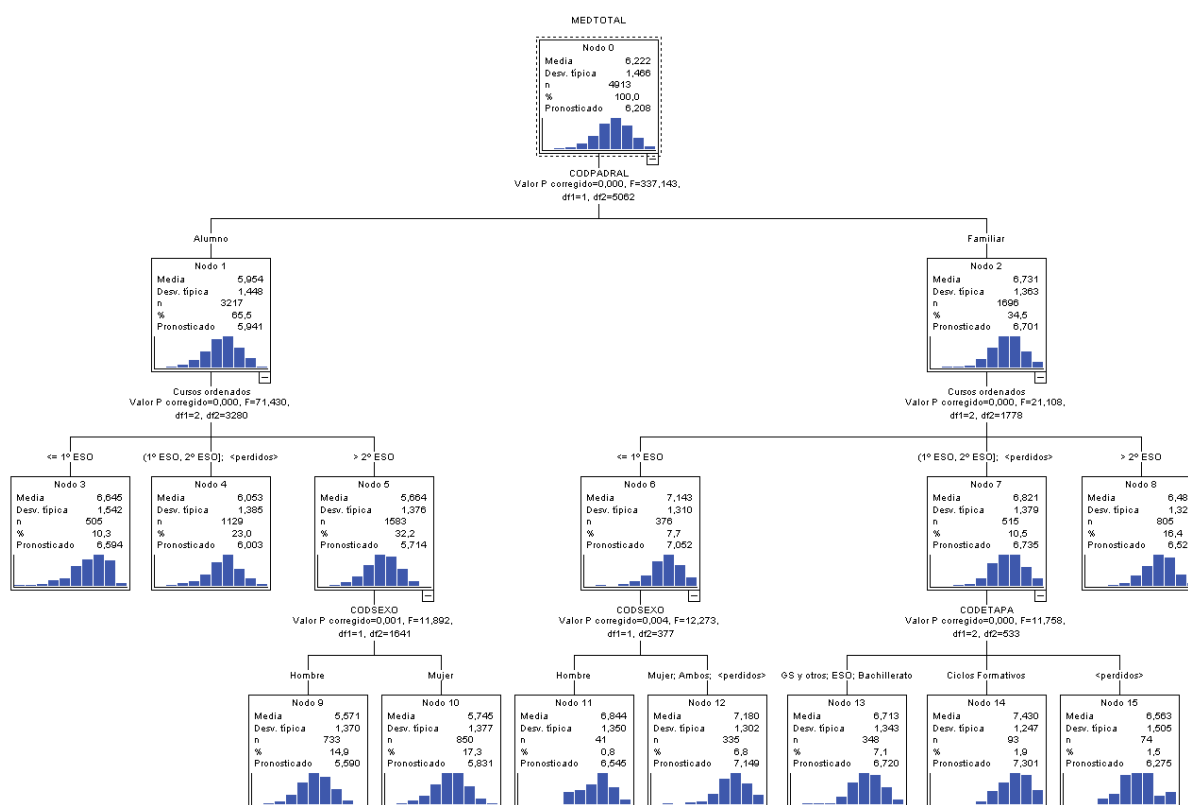 MEDTOTAL
Nodo 0
Media 6,222
Desv. típica 1,466
n 4913
% 100,0
Pronosticado 6,208
CODPADRAL
Valor P corregido=0,000, F=337,143,
df1=1, df2=5062
Alumno
Familiar
Nodo 1
Media 5,954
Desv. típica 1,448
n 3217
% 65,5
Pronosticado 5,941
Nodo 2
Media 6,731
Desv. típica 1,363
n 1696
% 34,5
Pronosticado 6,701
Cursos ordenados
Valor P corregido=0,000, F=71,430,
df1=2, df2=3280
Cursos ordenados
Valor P corregido=0,000, F=21,108,
df1=2, df2=1778
<= 1º ESO
(1º ESO, 2º ESO]; <perdidos>
> 2º ESO
<= 1º ESO
(1º ESO, 2º ESO]; <perdidos>
> 2º ESO
Nodo 3
Media 6,645
Desv. típica 1,542
n 505
% 10,3
Pronosticado 6,594
Nodo 4
Media 6,053
Desv. típica 1,385
n 1129
% 23,0
Pronosticado 6,003
Nodo 5
Media 5,664
Desv. típica 1,376
n 1583
% 32,2
Pronosticado 5,714
Nodo 6
Media 7,143
Desv. típica 1,310
n 376
% 7,7
Pronosticado 7,052
Nodo 7
Media 6,821
Desv. típica 1,379
n 515
% 10,5
Pronosticado 6,735
Nodo 8
Media 6,48
Desv. típica 1,32
n 805
% 16,4
Pronosticado 6,52
CODSEXO
Valor P corregido=0,001, F=11,892,
df1=1, df2=1641
CODSEXO
Valor P corregido=0,004, F=12,273,
df1=1, df2=377
CODETAPA
Valor P corregido=0,000, F=11,758,
df1=2, df2=533
Hombre
Mujer
Hombre
Mujer; Ambos; <perdidos>
GS y otros; ESO; Bachillerato
Ciclos Formativos
<perdidos>
Nodo 9
Media 5,571
Desv. típica 1,370
n 733
% 14,9
Pronosticado 5,590
Nodo 10
Media 5,745
Desv. típica 1,377
n 850
% 17,3
Pronosticado 5,831
Nodo 11
Media 6,844
Desv. típica 1,350
n 41
% 0,8
Pronosticado 6,545
Nodo 12
Media 7,180
Desv. típica 1,302
n 335
% 6,8
Pronosticado 7,149
Nodo 13
Media 6,713
Desv. típica 1,343
n 348
% 7,1
Pronosticado 6,720
Nodo 14
Media 7,430
Desv. típica 1,247
n 93
% 1,9
Pronosticado 7,301
Nodo 15
Media 6,563
Desv. típica 1,505
n 74
% 1,5
Pronosticado 6,275